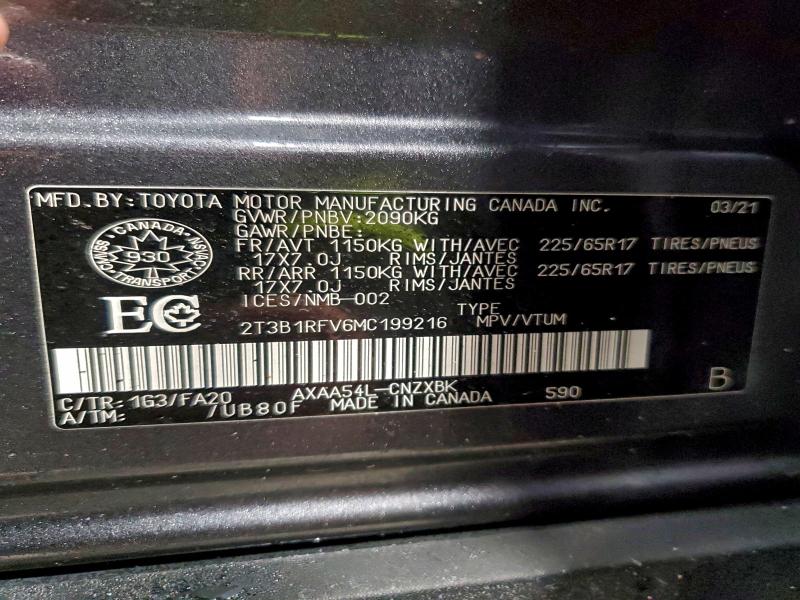 MFD.BY:TOYOTA MOTOR MANUFACTURING CANADA INC. 03/21
GVWR/PNBV:2090KG
GAWR/PNBE:
FR/AVT 1150KG WITH/AVEC 225/65R17 TIRES/PNEUS
17X7.0J RIMS/JANTES
RR/ARR 1150KG WITH/AVEC 225/65R17 TIRES/PNEUS
17X7.0J RIMS/JANTES
ICES/NMB-002
CANADA
930
TRANSPORT
EC
TYPE
2T3B1RFV6MC199216 MPV/VTUM
C/TR:1G3/FA20 AXAA54L-CNZXBK 590 B
A/TM: /UB80F MADE IN CANADA